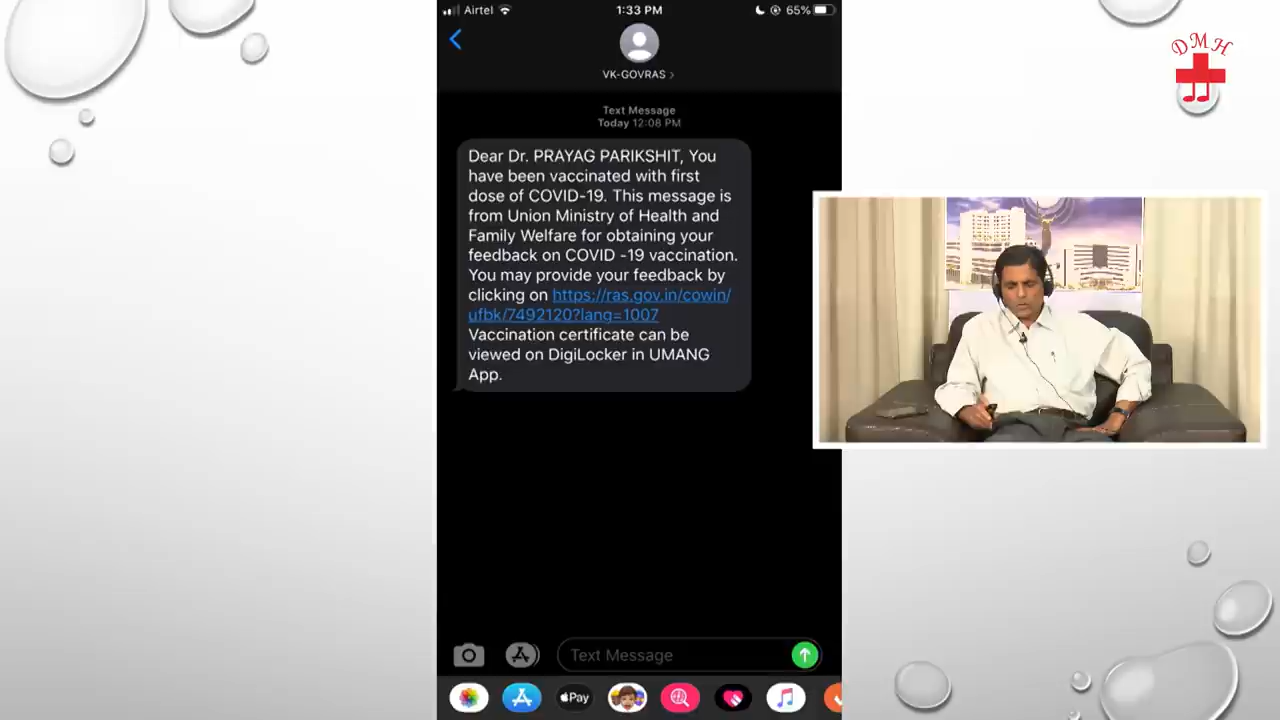 Airtel
1:33 PM
65%
DMH
VK-GOVRAS >
Text Message
Today 12:08 PM
Dear Dr. PRAYAG PARIKSHIT, You
have been vaccinated with first
dose of COVID-19. This message is
from Union Ministry of Health and
Family Welfare for obtaining your
feedback on COVID -19 vaccination.
You may provide your feedback by
clicking on https://ras.gov.in/cowin/
ufbk/7492120?lang=1007
Vaccination certificate can be
viewed on DigiLocker in UMANG
App.
Text Message
Pay